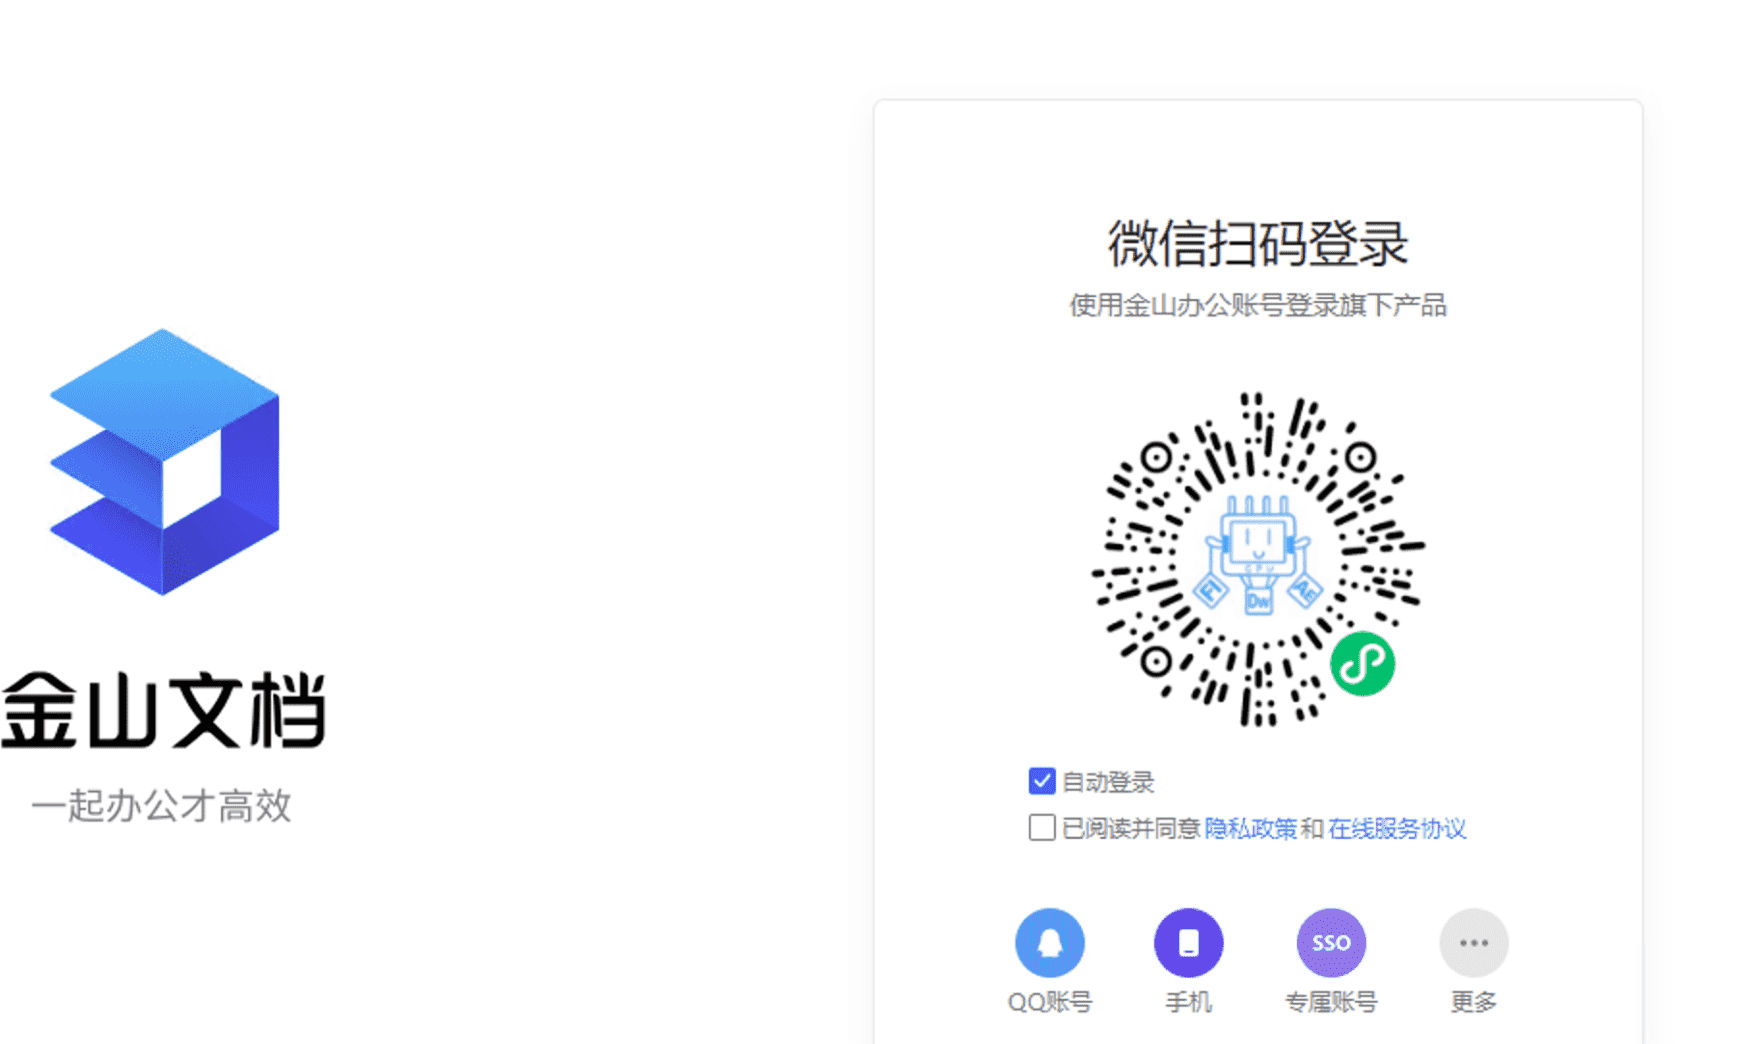 金山文档
一起办公才高效
微信扫码登录
使用金山办公账号登录旗下产品
CPU
Dw
Ae
自动登录
已阅读并同意 隐私政策 和 在线服务协议
SSO
QQ账号
手机
专属账号
更多